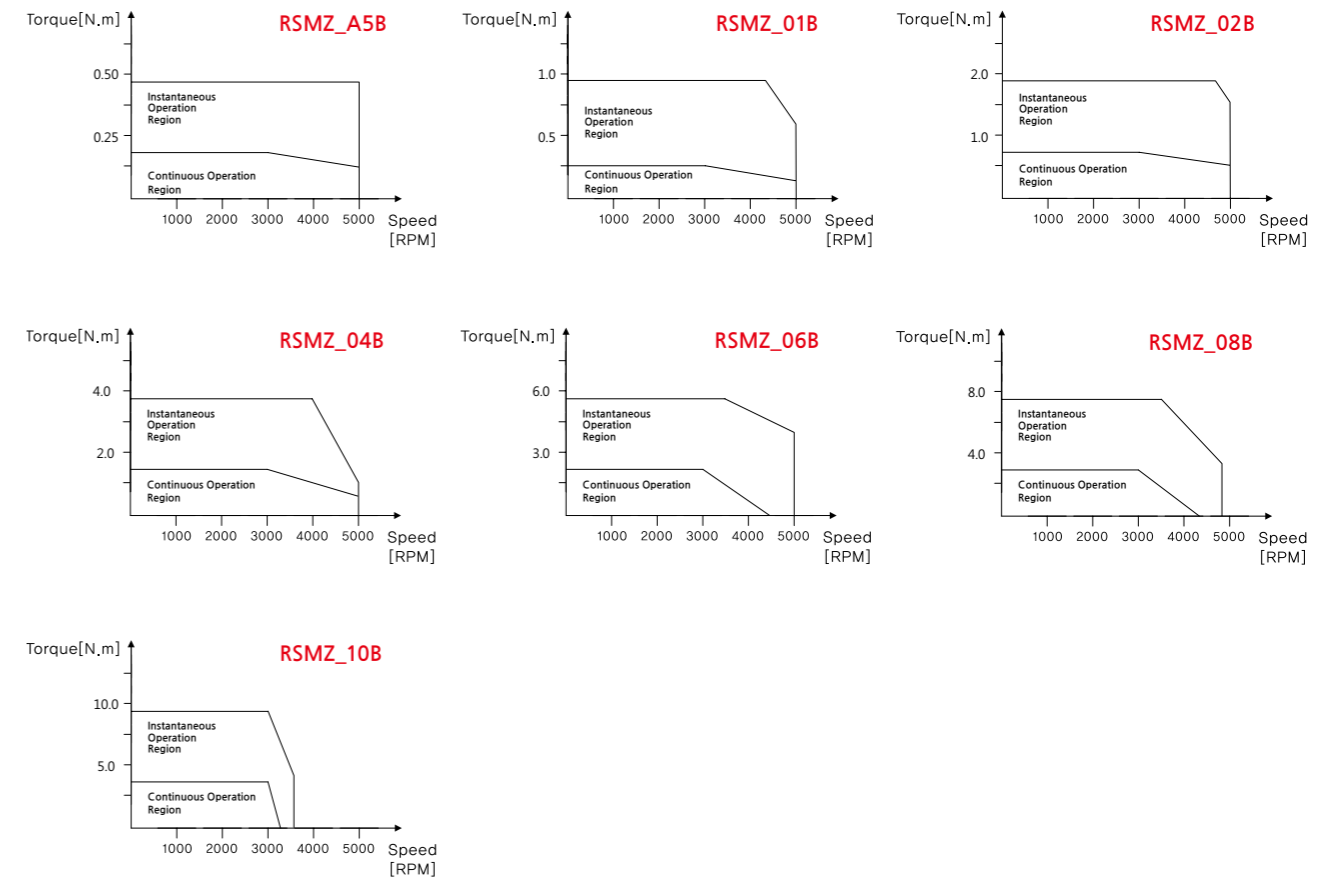 Torque[N.m]
RSMZ_A5B
0.50
Instantaneous
Operation
Region
0.25
Continuous Operation
Region
1000 2000 3000 4000 5000 Speed
[RPM]
Torque[N.m]
RSMZ_01B
1.0
Instantaneous
Operation
Region
0.5
Continuous Operation
Region
1000 2000 3000 4000 5000 Speed
[RPM]
Torque[N.m]
RSMZ_02B
2.0
Instantaneous
Operation
Region
1.0
Continuous Operation
Region
1000 2000 3000 4000 5000 Speed
[RPM]
Torque[N.m]
RSMZ_04B
4.0
Instantaneous
Operation
Region
2.0
Continuous Operation
Region
1000 2000 3000 4000 5000 Speed
[RPM]
Torque[N.m]
RSMZ_06B
6.0
Instantaneous
Operation
Region
3.0
Continuous Operation
Region
1000 2000 3000 4000 5000 Speed
[RPM]
Torque[N.m]
RSMZ_08B
8.0
Instantaneous
Operation
Region
4.0
Continuous Operation
Region
1000 2000 3000 4000 5000 Speed
[RPM]
Torque[N.m]
RSMZ_10B
10.0
Instantaneous
Operation
Region
5.0
Continuous Operation
Region
1000 2000 3000 4000 5000 Speed
[RPM]